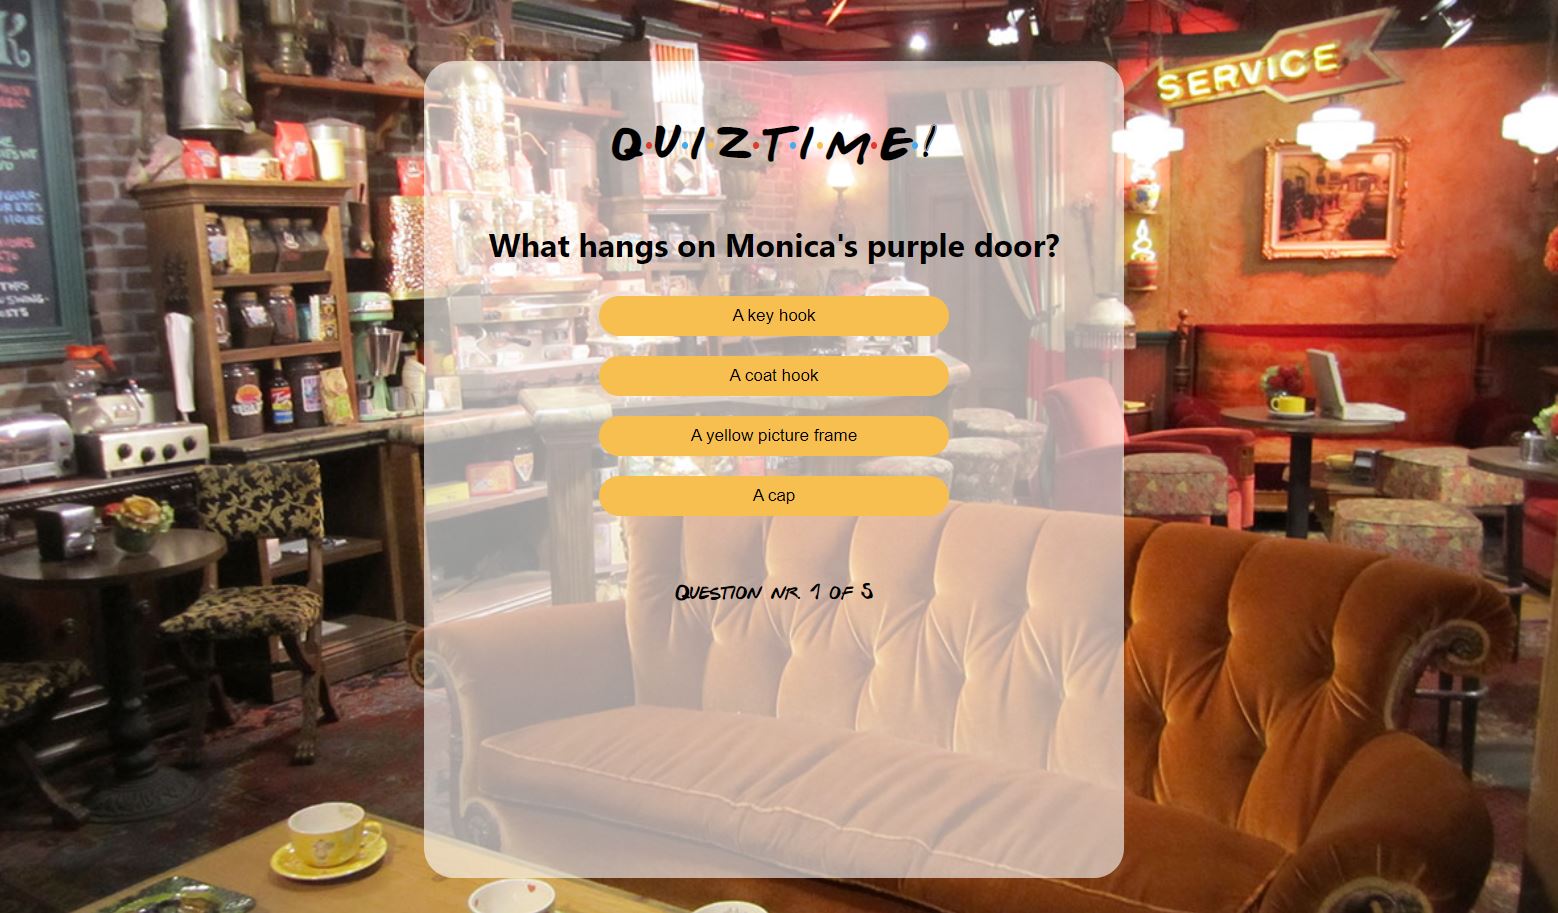 K
SERVICE
Q·U·I·Z·T·I·M·E·!
What hangs on Monica's purple door?
A key hook
A coat hook
A yellow picture frame
A cap
Question nr. 1 of 5